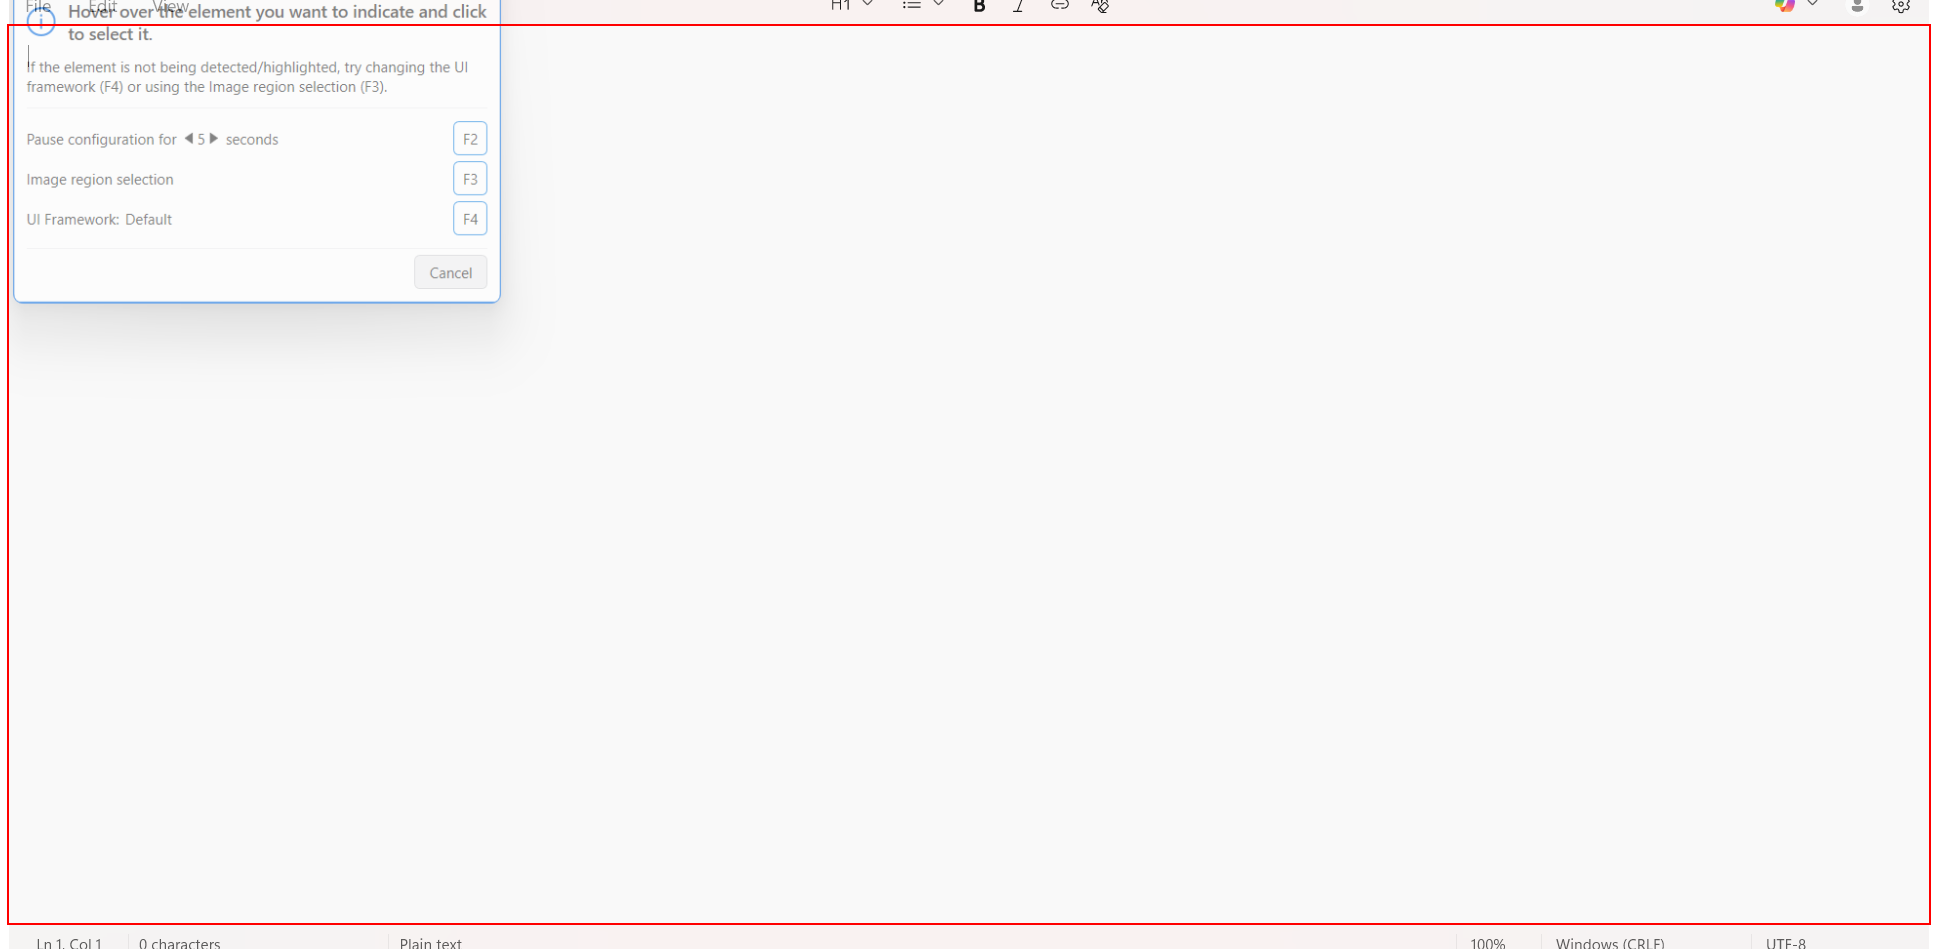 File Edit View H1 B I
Hover over the element you want to indicate and click
to select it.
If the element is not being detected/highlighted, try changing the UI
framework (F4) or using the Image region selection (F3).
Pause configuration for 5 seconds F2
Image region selection F3
UI Framework: Default F4
Cancel
Ln 1, Col 1 0 characters Plain text 100% Windows (CRLF) UTF-8